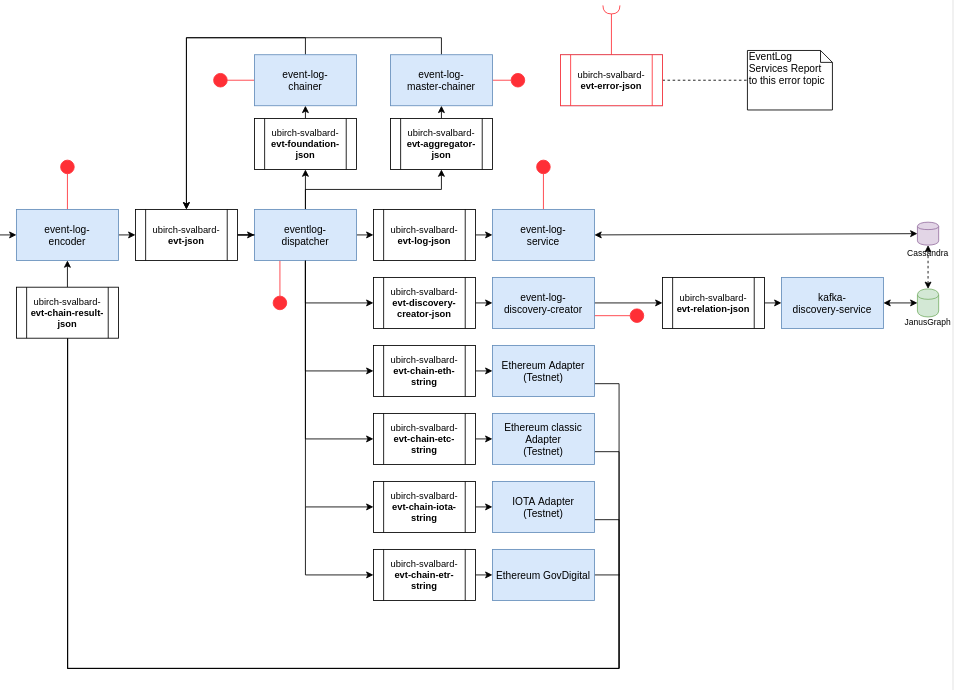 event-log-
chainer
event-log-
master-chainer
ubirch-svalbard-
evt-error-json
EventLog
Services Report
to this error topic
ubirch-svalbard-
evt-foundation-
json
ubirch-svalbard-
evt-aggregator-
json
event-log-
encoder
ubirch-svalbard-
evt-json
eventlog-
dispatcher
ubirch-svalbard-
evt-log-json
event-log-
service
Cassandra
ubirch-svalbard-
evt-chain-result-
json
ubirch-svalbard-
evt-discovery-
creator-json
event-log-
discovery-creator
ubirch-svalbard-
evt-relation-json
kafka-
discovery-service
JanusGraph
ubirch-svalbard-
evt-chain-eth-
string
Ethereum Adapter
(Testnet)
ubirch-svalbard-
evt-chain-etc-
string
Ethereum classic
Adapter
(Testnet)
ubirch-svalbard-
evt-chain-iota-
string
IOTA Adapter
(Testnet)
ubirch-svalbard-
evt-chain-etr-
string
Ethereum GovDigital